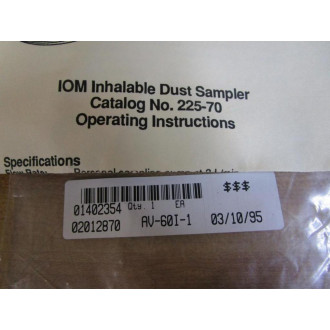 IOM Inhalable Dust Sampler
Catalog No. 225-70
Operating Instructions
Specifications
$$$
01402354 Qty. 1 EA
02012870 AV-60I-1 03/10/95